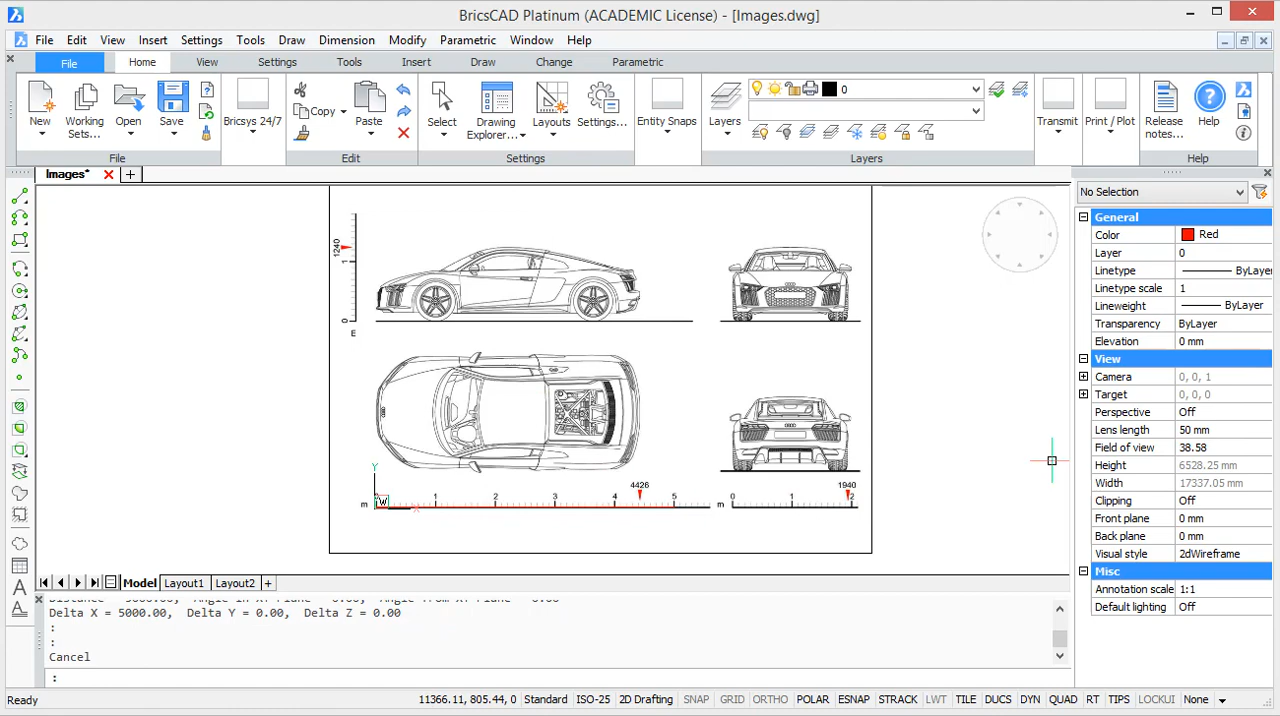 BricsCAD Platinum (ACADEMIC License) - [Images.dwg]
File Edit View Insert Settings Tools Draw Dimension Modify Parametric Window Help
File Home View Settings Tools Insert Draw Change Parametric
New
Working
Sets...
Open
Save
File
Bricsys 24/7
Copy
Paste
Edit
Select
Drawing
Explorer...
Layouts
Settings...
Settings
Entity Snaps
Layers
0
Layers
Transmit
Print / Plot
Release
notes...
Help
Help
Images*
No Selection
General
Color Red
Layer 0
Linetype ByLayer
Linetype scale 1
Lineweight ByLayer
Transparency ByLayer
Elevation 0 mm
View
Camera 0, 0, 1
Target 0, 0, 0
Perspective Off
Lens length 50 mm
Field of view 38.58
Height 6528.25 mm
Width 17337.05 mm
Clipping Off
Front plane 0 mm
Back plane 0 mm
Visual style 2dWireframe
Misc
Annotation scale 1:1
Default lighting Off
1240
1
0
E
Y
W
X
4426
1940
m 1 2 3 4 5 m 0 1 2
Model Layout1 Layout2 +
Delta X = 5000.00, Delta Y = 0.00, Delta Z = 0.00
:
:
Cancel
:
Ready 11366.11, 805.44, 0 Standard ISO-25 2D Drafting SNAP GRID ORTHO POLAR ESNAP STRACK LWT TILE DUCS DYN QUAD RT TIPS LOCKUI None